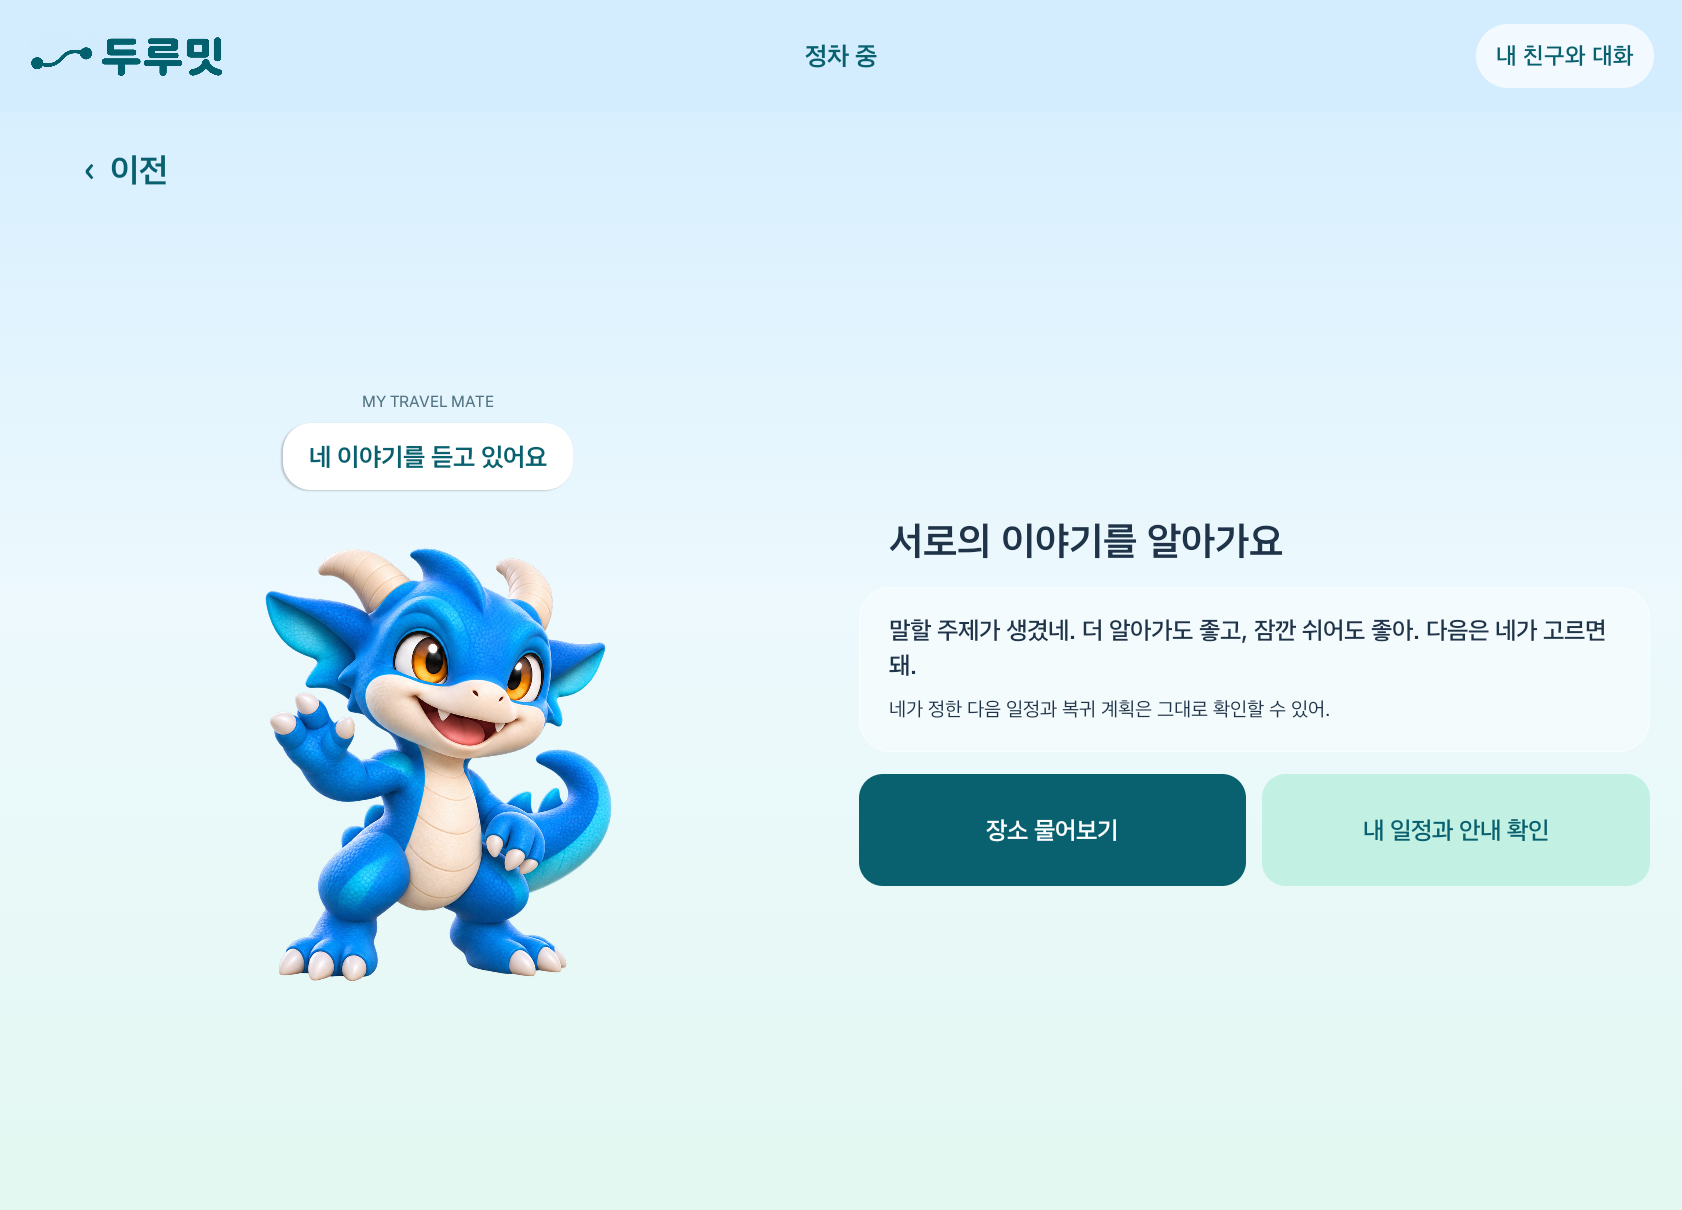 두루밋
정차 중
내 친구와 대화
‹ 이전
MY TRAVEL MATE
네 이야기를 듣고 있어요
서로의 이야기를 알아가요
말할 주제가 생겼네. 더 알아가도 좋고, 잠깐 쉬어도 좋아. 다음은 네가 고르면
돼.
네가 정한 다음 일정과 복귀 계획은 그대로 확인할 수 있어.
장소 물어보기
내 일정과 안내 확인